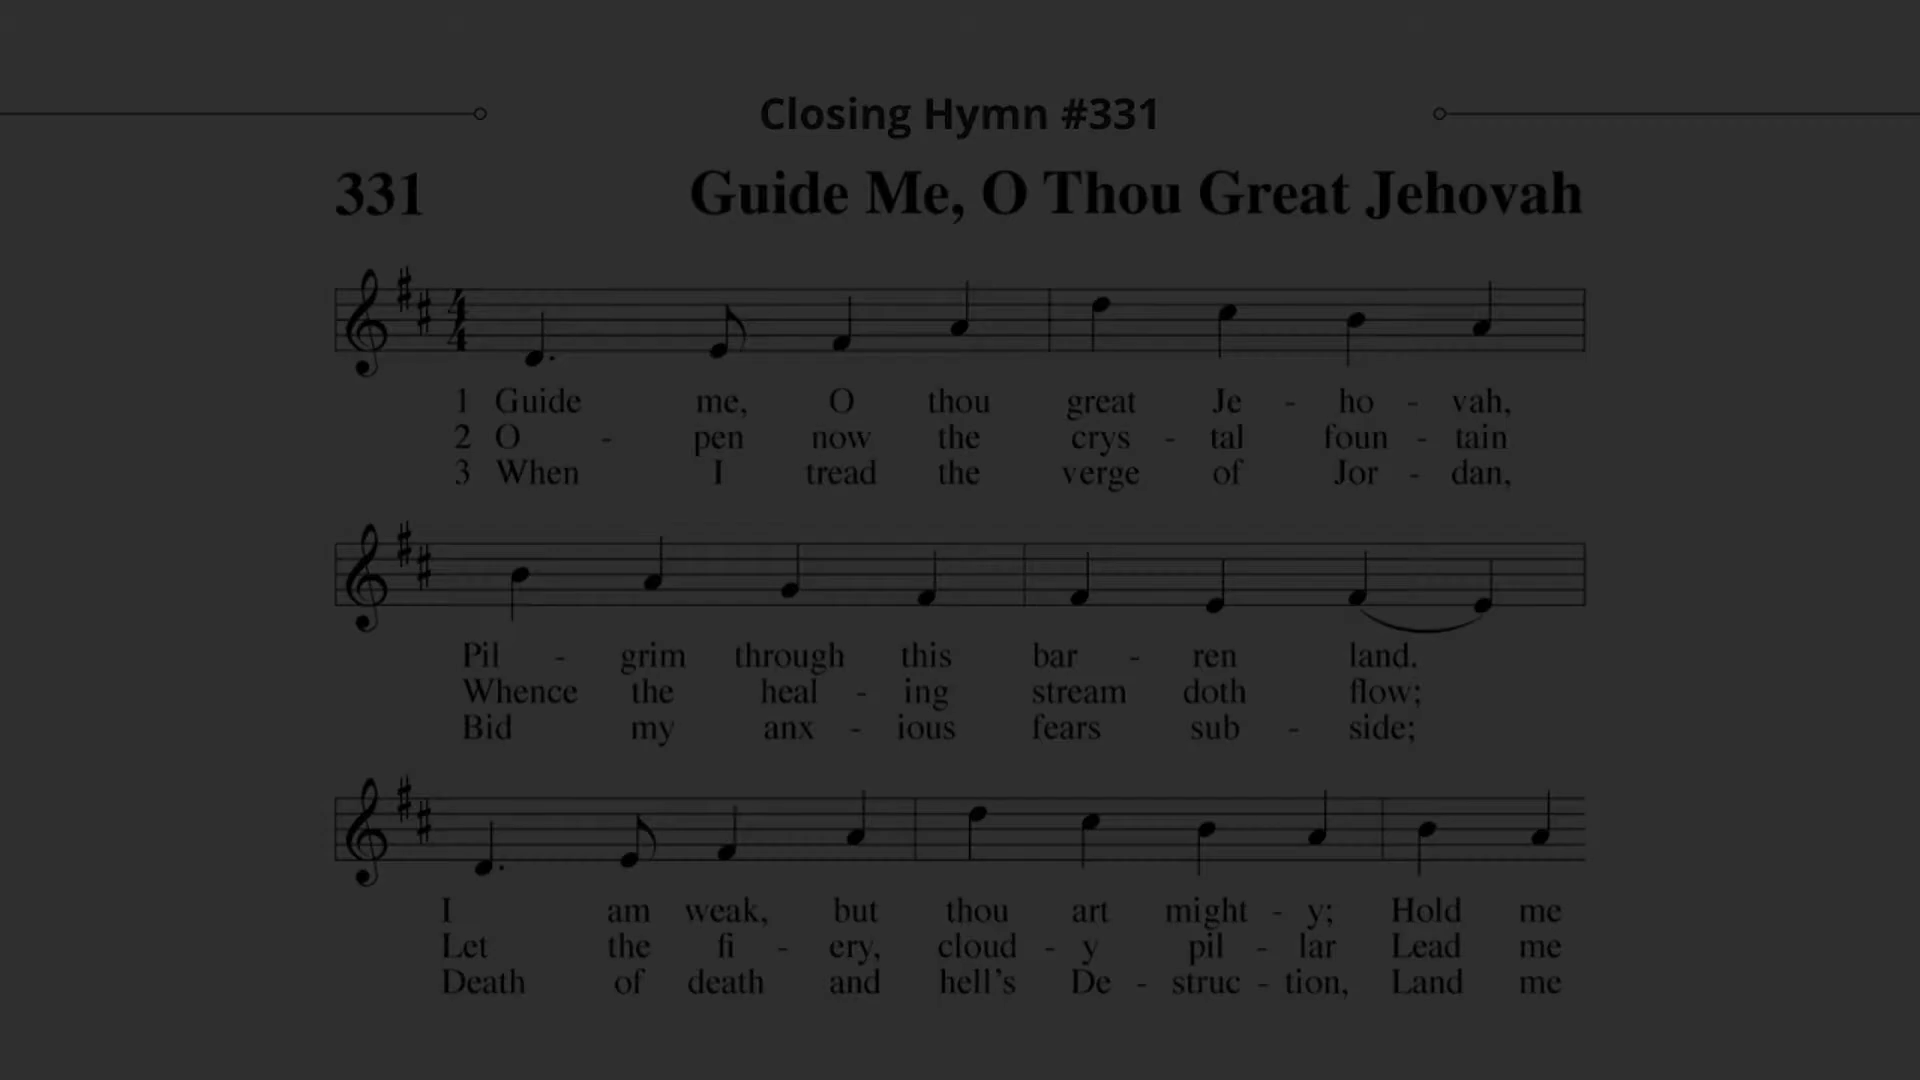 Closing Hymn #331
331 Guide Me, O Thou Great Jehovah
1 Guide me, O thou great Je - ho - vah,
2 O - pen now the crys - tal foun - tain
3 When I tread the verge of Jor - dan,
Pil - grim through this bar - ren land.
Whence the heal - ing stream doth flow;
Bid my anx - ious fears sub - side;
I am weak, but thou art might - y; Hold me
Let the fi - ery, cloud - y pil - lar Lead me
Death of death and hell's De - struc - tion, Land me